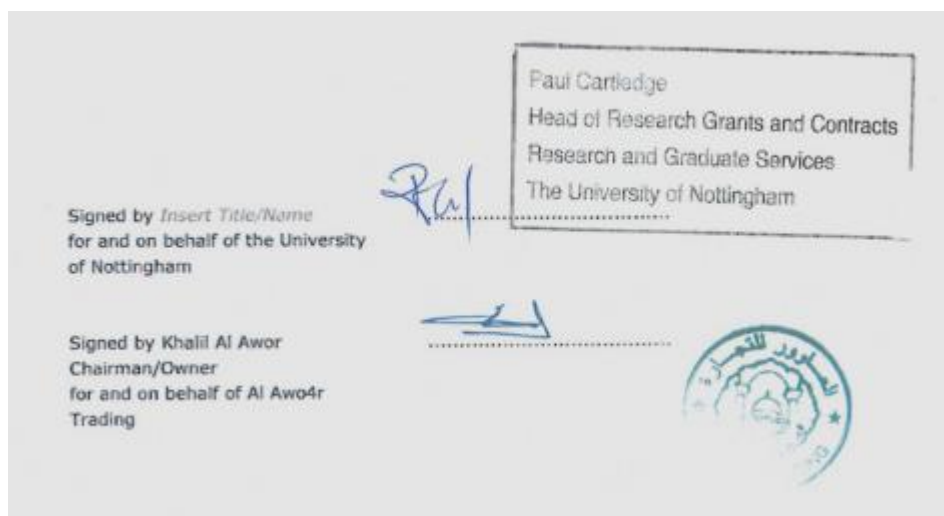 Paul Cartledge
Head of Research Grants and Contracts
Research and Graduate Services
The University of Nottingham
Signed by Insert Title/Name
for and on behalf of the University
of Nottingham
Signed by Khalil Al Awor
Chairman/Owner
for and on behalf of Al Awo4r
Trading
العـاوور للتجـارة